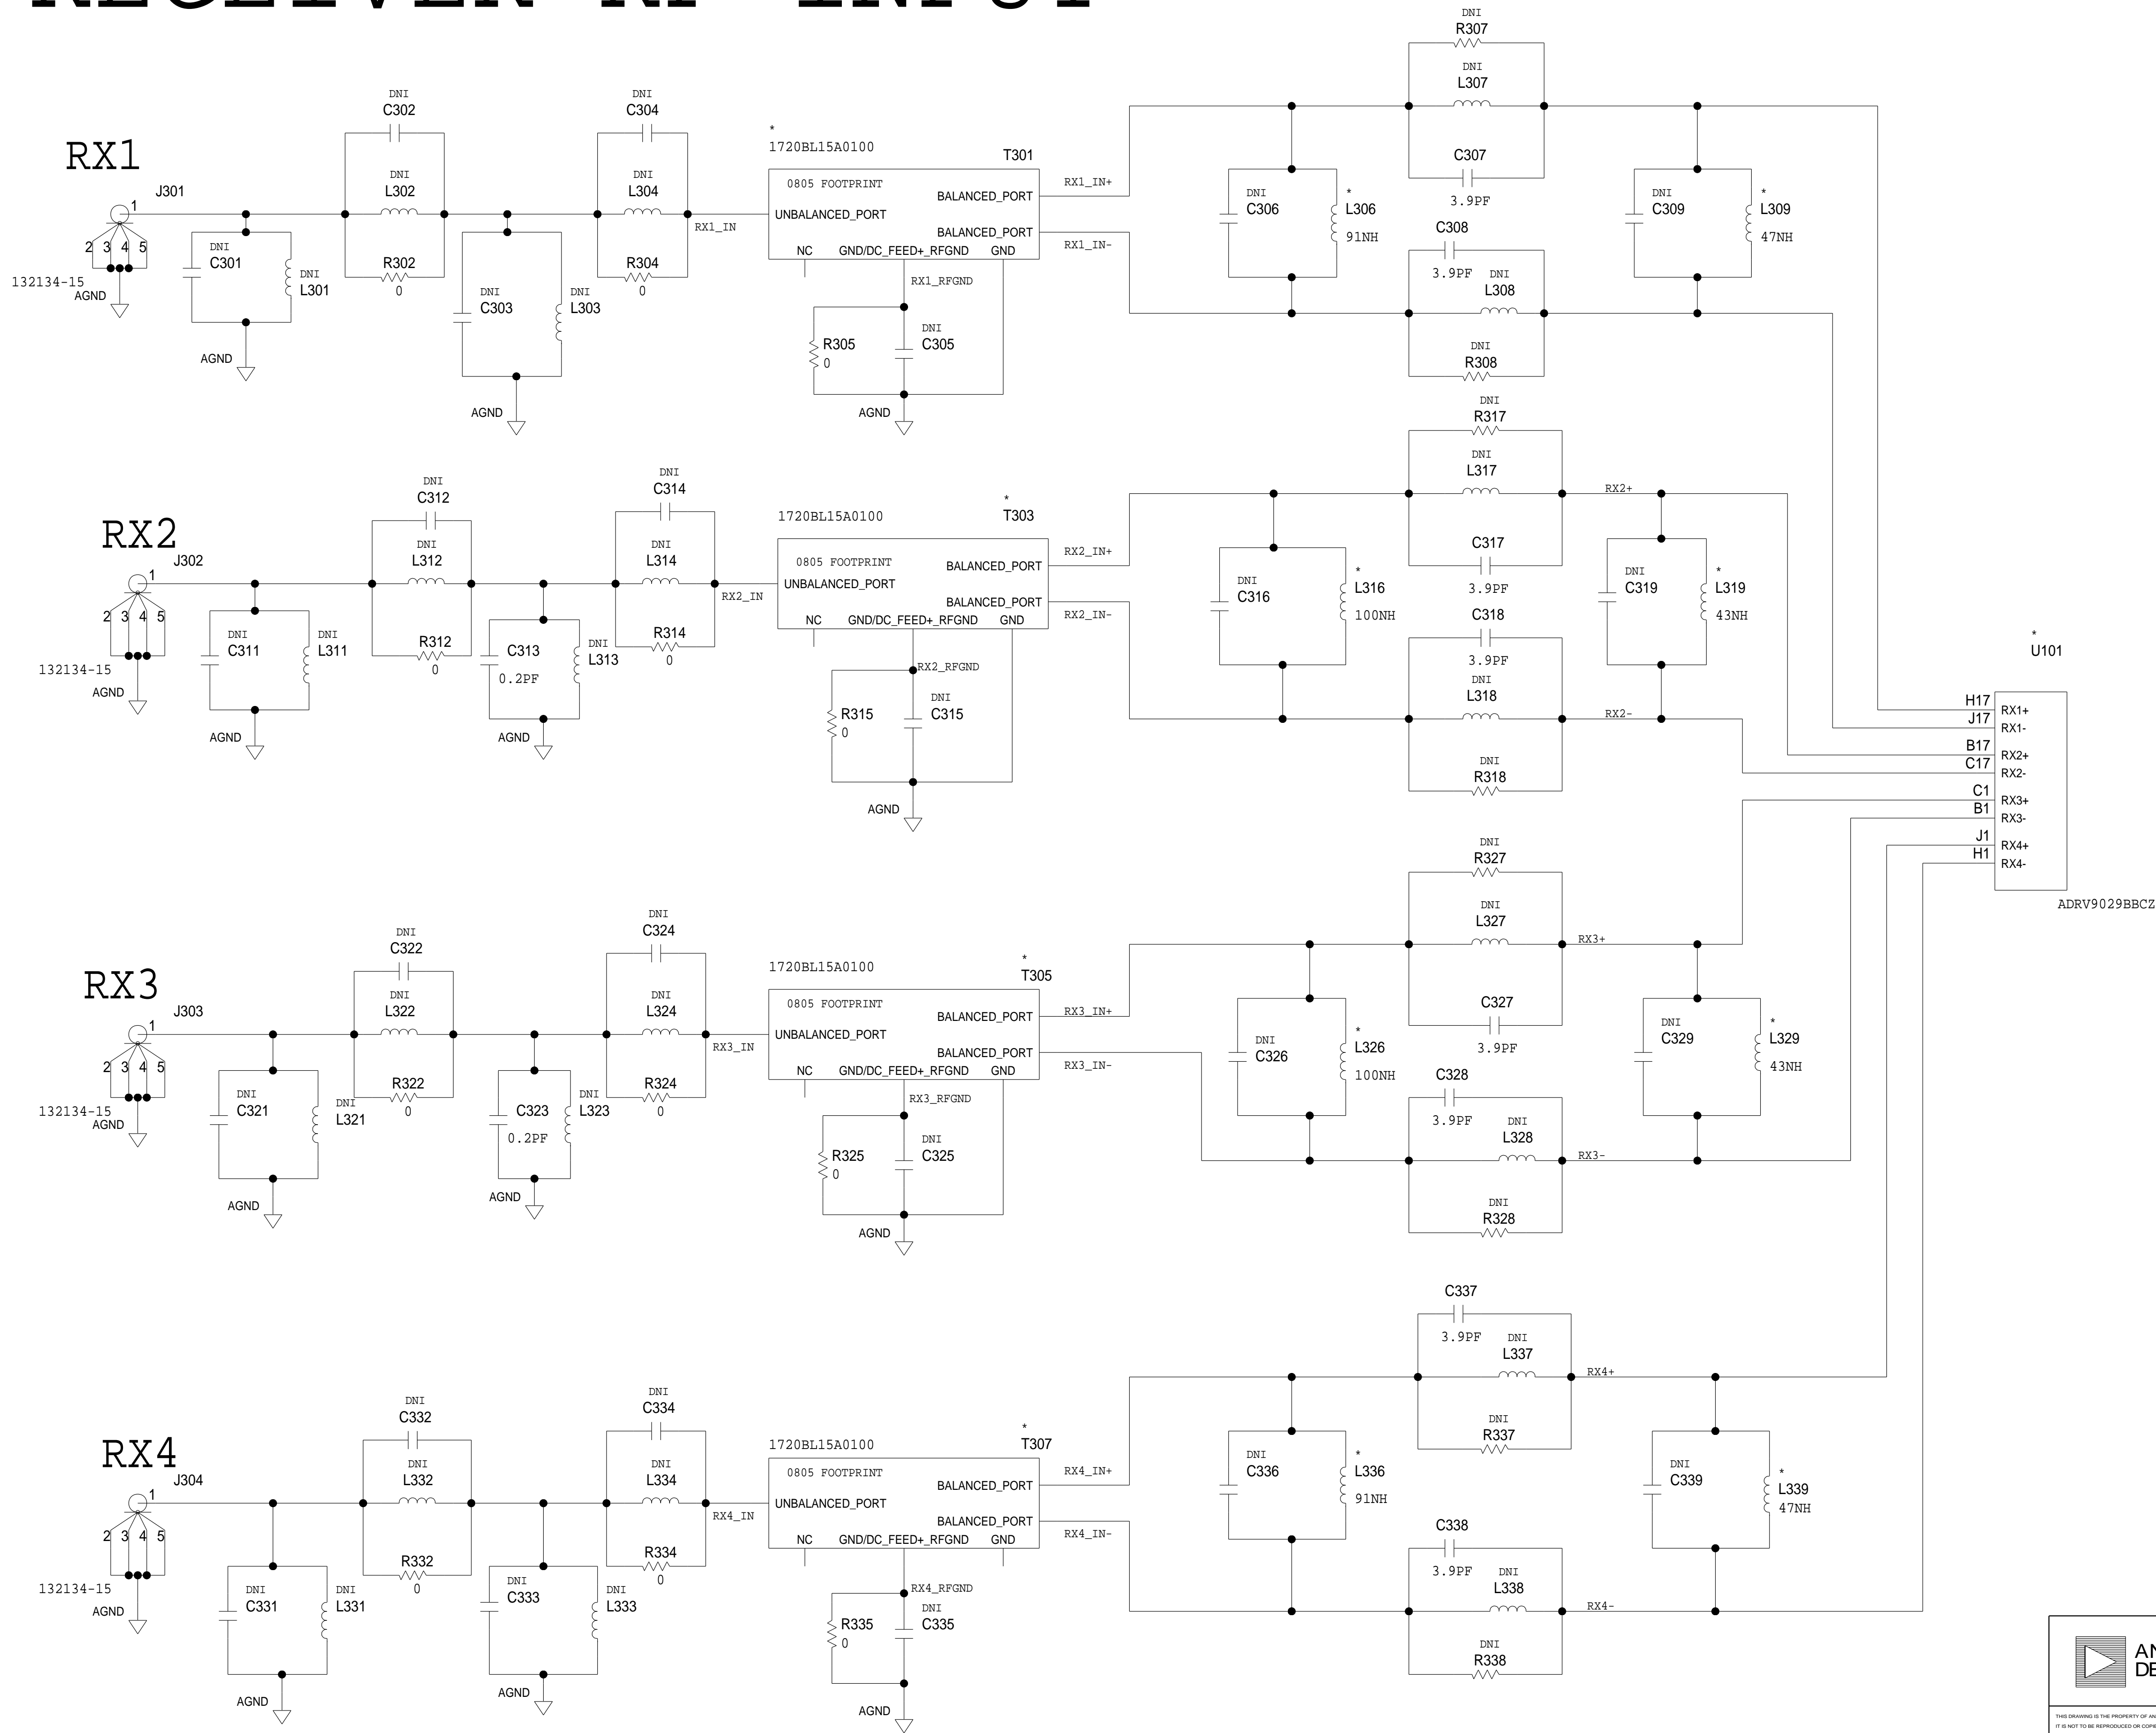 RECEIVER RF INPUT
RX1
J301
1
2 3 4 5
132134-15
AGND
DNI
C301
DNI
L301
AGND
DNI
C302
DNI
L302
R302
0
DNI
C303
DNI
L303
AGND
DNI
C304
DNI
L304
R304
0
RX1_IN
*
1720BL15A0100
T301
0805 FOOTPRINT
BALANCED_PORT
UNBALANCED_PORT
BALANCED_PORT
NC GND/DC_FEED+_RFGND GND
RX1_RFGND
R305
0
DNI
C305
AGND
RX1_IN+
RX1_IN-
DNI
C306
*
L306
91NH
DNI
R307
DNI
L307
C307
3.9PF
C308
3.9PF
DNI
L308
DNI
R308
DNI
C309
*
L309
47NH
RX2
J302
1
2 3 4 5
132134-15
AGND
DNI
C311
DNI
L311
AGND
DNI
C312
DNI
L312
R312
0
C313
0.2PF
DNI
L313
AGND
DNI
C314
DNI
L314
R314
0
RX2_IN
1720BL15A0100
*
T303
0805 FOOTPRINT
BALANCED_PORT
UNBALANCED_PORT
BALANCED_PORT
NC GND/DC_FEED+_RFGND GND
RX2_RFGND
R315
0
DNI
C315
AGND
RX2_IN+
RX2_IN-
DNI
C316
*
L316
100NH
DNI
R317
DNI
L317
C317
3.9PF
C318
3.9PF
DNI
L318
DNI
R318
RX2+
RX2-
DNI
C319
*
L319
43NH
*
U101
H17 RX1+
J17 RX1-
B17 RX2+
C17 RX2-
C1 RX3+
B1 RX3-
J1 RX4+
H1 RX4-
ADRV9029BBCZ
RX3
J303
1
2 3 4 5
132134-15
AGND
DNI
C321
DNI
L321
AGND
DNI
C322
DNI
L322
R322
0
C323
0.2PF
DNI
L323
AGND
DNI
C324
DNI
L324
R324
0
RX3_IN
1720BL15A0100
*
T305
0805 FOOTPRINT
BALANCED_PORT
UNBALANCED_PORT
BALANCED_PORT
NC GND/DC_FEED+_RFGND GND
RX3_RFGND
R325
0
DNI
C325
AGND
RX3_IN+
RX3_IN-
DNI
C326
*
L326
100NH
DNI
R327
DNI
L327
C327
3.9PF
C328
3.9PF
DNI
L328
DNI
R328
RX3+
RX3-
DNI
C329
*
L329
43NH
RX4
J304
1
2 3 4 5
132134-15
AGND
DNI
C331
DNI
L331
AGND
DNI
C332
DNI
L332
R332
0
DNI
C333
DNI
L333
AGND
DNI
C334
DNI
L334
R334
0
RX4_IN
1720BL15A0100
*
T307
0805 FOOTPRINT
BALANCED_PORT
UNBALANCED_PORT
BALANCED_PORT
NC GND/DC_FEED+_RFGND GND
RX4_RFGND
R335
0
DNI
C335
AGND
RX4_IN+
RX4_IN-
DNI
C336
*
L336
91NH
C337
3.9PF
DNI
L337
DNI
R337
C338
3.9PF
DNI
L338
DNI
R338
RX4+
RX4-
DNI
C339
*
L339
47NH
THIS DRAWING IS THE PROPERTY OF
IT IS NOT TO BE REPRODUCED OR